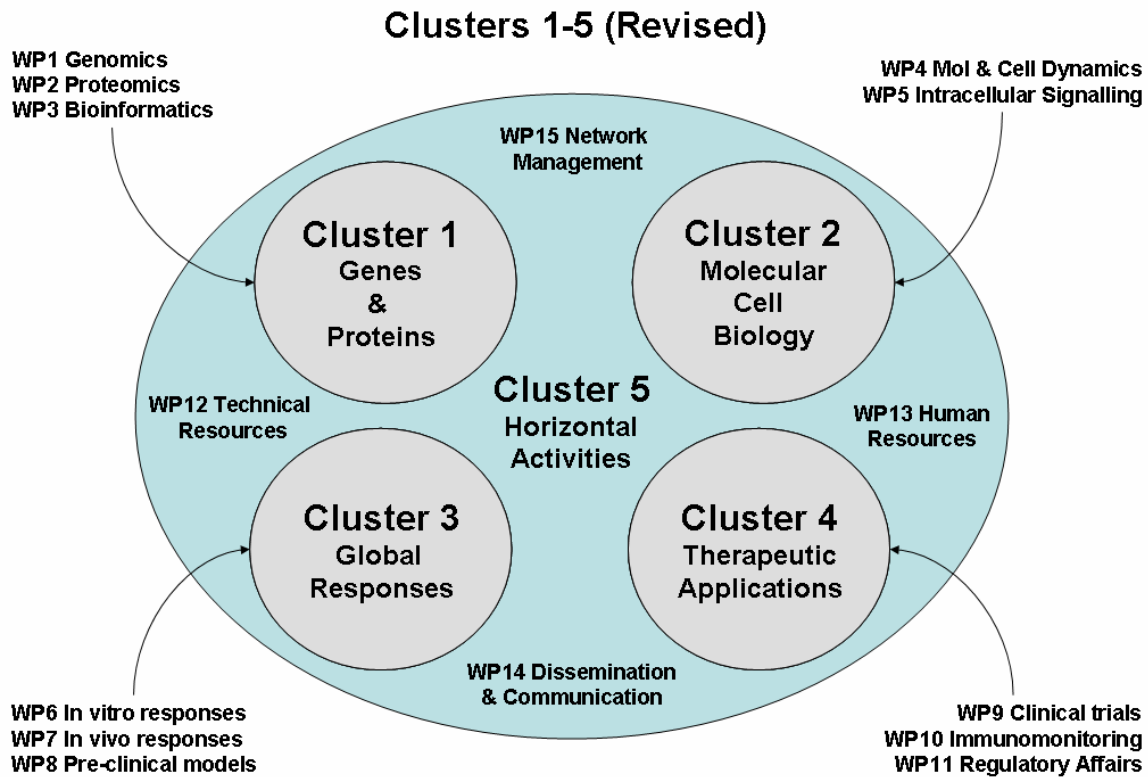 Clusters 1-5 (Revised)
WP1 Genomics
WP2 Proteomics
WP3 Bioinformatics
WP4 Mol & Cell Dynamics
WP5 Intracellular Signalling
WP15 Network
Management
Cluster 1
Genes
&
Proteins
Cluster 2
Molecular
Cell
Biology
Cluster 5
Horizontal
Activities
WP12 Technical
Resources
WP13 Human
Resources
Cluster 3
Global
Responses
Cluster 4
Therapeutic
Applications
WP14 Dissemination
& Communication
WP6 In vitro responses
WP7 In vivo responses
WP8 Pre-clinical models
WP9 Clinical trials
WP10 Immunomonitoring
WP11 Regulatory Affairs